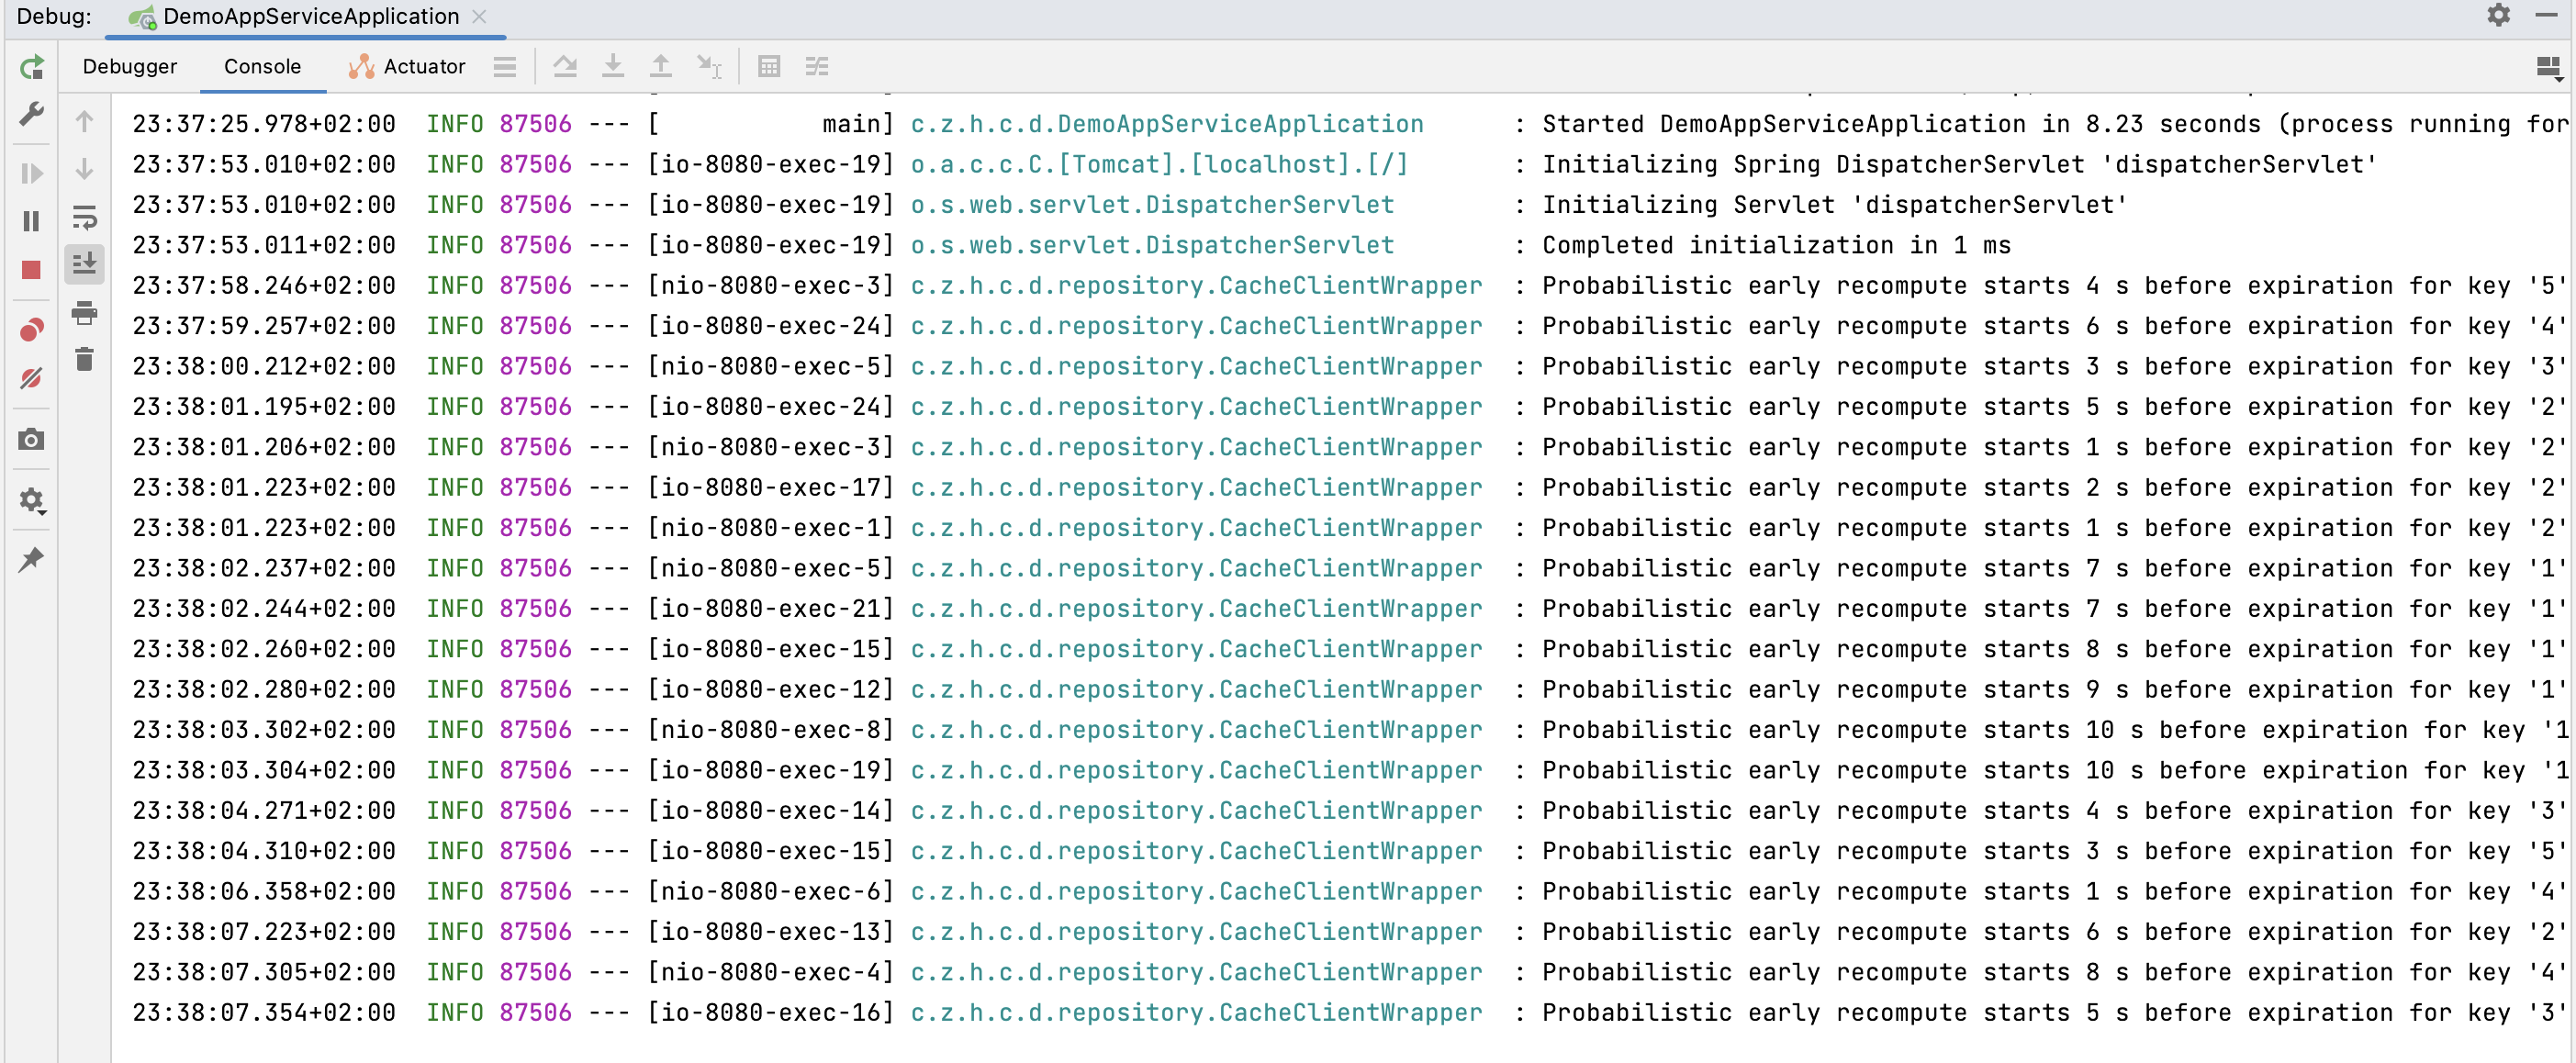 Debug: DemoAppServiceApplication
Debugger Console Actuator
23:37:25.978+02:00  INFO 87506 --- [           main] c.z.h.c.d.DemoAppServiceApplication      : Started DemoAppServiceApplication in 8.23 seconds (process running for
23:37:53.010+02:00  INFO 87506 --- [io-8080-exec-19] o.a.c.c.C.[Tomcat].[localhost].[/]       : Initializing Spring DispatcherServlet 'dispatcherServlet'
23:37:53.010+02:00  INFO 87506 --- [io-8080-exec-19] o.s.web.servlet.DispatcherServlet        : Initializing Servlet 'dispatcherServlet'
23:37:53.011+02:00  INFO 87506 --- [io-8080-exec-19] o.s.web.servlet.DispatcherServlet        : Completed initialization in 1 ms
23:37:58.246+02:00  INFO 87506 --- [nio-8080-exec-3] c.z.h.c.d.repository.CacheClientWrapper  : Probabilistic early recompute starts 4 s before expiration for key '5'
23:37:59.257+02:00  INFO 87506 --- [io-8080-exec-24] c.z.h.c.d.repository.CacheClientWrapper  : Probabilistic early recompute starts 6 s before expiration for key '4'
23:38:00.212+02:00  INFO 87506 --- [nio-8080-exec-5] c.z.h.c.d.repository.CacheClientWrapper  : Probabilistic early recompute starts 3 s before expiration for key '3'
23:38:01.195+02:00  INFO 87506 --- [io-8080-exec-24] c.z.h.c.d.repository.CacheClientWrapper  : Probabilistic early recompute starts 5 s before expiration for key '2'
23:38:01.206+02:00  INFO 87506 --- [nio-8080-exec-3] c.z.h.c.d.repository.CacheClientWrapper  : Probabilistic early recompute starts 1 s before expiration for key '2'
23:38:01.223+02:00  INFO 87506 --- [io-8080-exec-17] c.z.h.c.d.repository.CacheClientWrapper  : Probabilistic early recompute starts 2 s before expiration for key '2'
23:38:01.223+02:00  INFO 87506 --- [nio-8080-exec-1] c.z.h.c.d.repository.CacheClientWrapper  : Probabilistic early recompute starts 1 s before expiration for key '2'
23:38:02.237+02:00  INFO 87506 --- [nio-8080-exec-5] c.z.h.c.d.repository.CacheClientWrapper  : Probabilistic early recompute starts 7 s before expiration for key '1'
23:38:02.244+02:00  INFO 87506 --- [io-8080-exec-21] c.z.h.c.d.repository.CacheClientWrapper  : Probabilistic early recompute starts 7 s before expiration for key '1'
23:38:02.260+02:00  INFO 87506 --- [io-8080-exec-15] c.z.h.c.d.repository.CacheClientWrapper  : Probabilistic early recompute starts 8 s before expiration for key '1'
23:38:02.280+02:00  INFO 87506 --- [io-8080-exec-12] c.z.h.c.d.repository.CacheClientWrapper  : Probabilistic early recompute starts 9 s before expiration for key '1'
23:38:03.302+02:00  INFO 87506 --- [nio-8080-exec-8] c.z.h.c.d.repository.CacheClientWrapper  : Probabilistic early recompute starts 10 s before expiration for key '1
23:38:03.304+02:00  INFO 87506 --- [io-8080-exec-19] c.z.h.c.d.repository.CacheClientWrapper  : Probabilistic early recompute starts 10 s before expiration for key '1
23:38:04.271+02:00  INFO 87506 --- [io-8080-exec-14] c.z.h.c.d.repository.CacheClientWrapper  : Probabilistic early recompute starts 4 s before expiration for key '3'
23:38:04.310+02:00  INFO 87506 --- [io-8080-exec-15] c.z.h.c.d.repository.CacheClientWrapper  : Probabilistic early recompute starts 3 s before expiration for key '5'
23:38:06.358+02:00  INFO 87506 --- [nio-8080-exec-6] c.z.h.c.d.repository.CacheClientWrapper  : Probabilistic early recompute starts 1 s before expiration for key '4'
23:38:07.223+02:00  INFO 87506 --- [io-8080-exec-13] c.z.h.c.d.repository.CacheClientWrapper  : Probabilistic early recompute starts 6 s before expiration for key '2'
23:38:07.305+02:00  INFO 87506 --- [nio-8080-exec-4] c.z.h.c.d.repository.CacheClientWrapper  : Probabilistic early recompute starts 8 s before expiration for key '4'
23:38:07.354+02:00  INFO 87506 --- [io-8080-exec-16] c.z.h.c.d.repository.CacheClientWrapper  : Probabilistic early recompute starts 5 s before expiration for key '3'